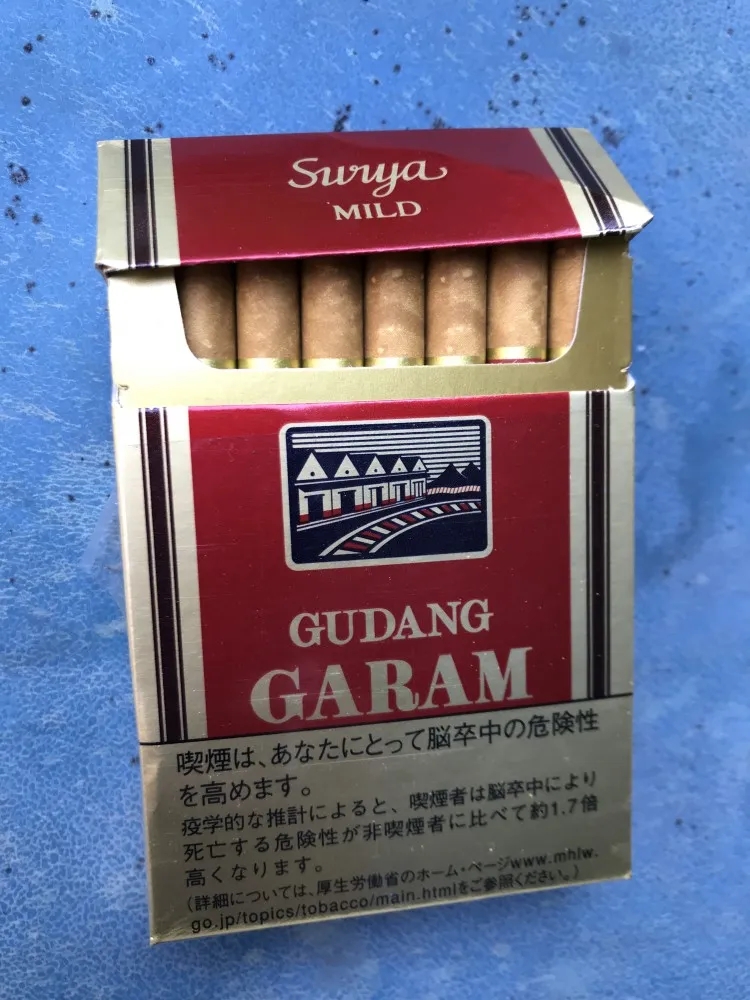 Surya
MILD
GUDANG
GARAM
喫煙は、あなたにとって脳卒中の危険性
を高めます。
疫学的な推計によると、喫煙者は脳卒中により
死亡する危険性が非喫煙者に比べて約1.7倍
高くなります。
(詳細については、厚生労働省のホーム・ページwww.mhlw.
go.jp/topics/tobacco/main.htmlをご参照ください。)